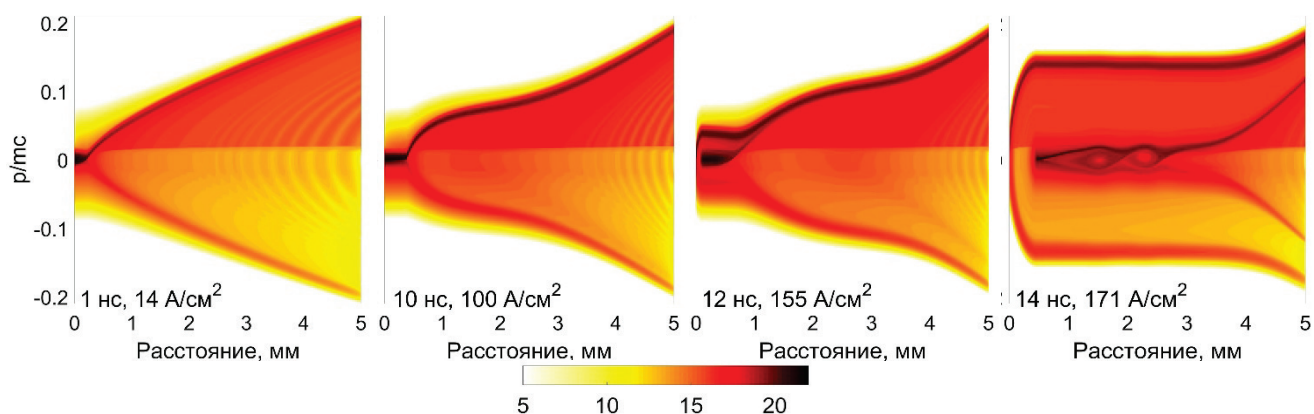 0.2
0.1
0
-0.1
-0.2
p/mc
1 нс, 14 А/см²
10 нс, 100 А/см²
12 нс, 155 А/см²
14 нс, 171 А/см²
0 1 2 3 4 5
0 1 2 3 4 5
0 1 2 3 4 5
0 1 2 3 4 5
Расстояние, мм
Расстояние, мм
Расстояние, мм
Расстояние, мм
5 10 15 20